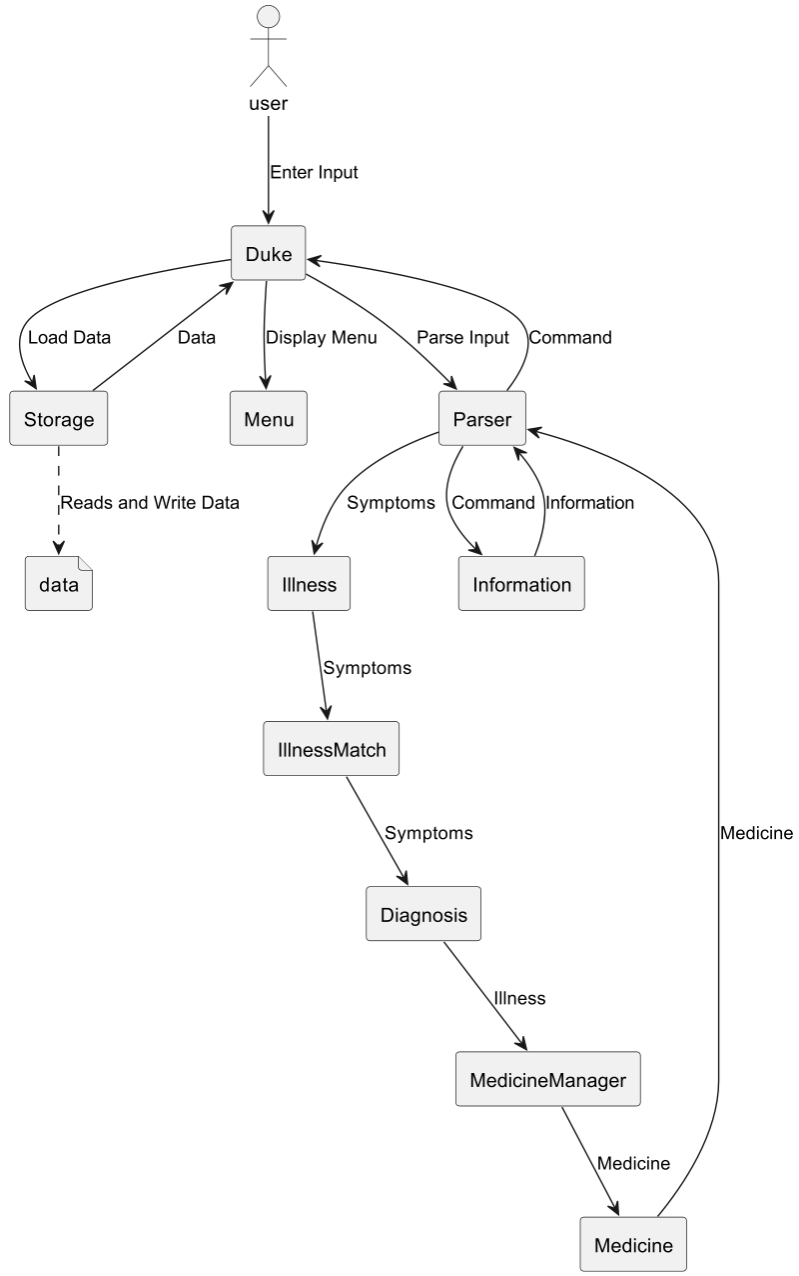 user
Enter Input
Duke
Load Data
Data
Display Menu
Parse Input
Command
Storage
Menu
Parser
Reads and Write Data
Symptoms
Command
Information
data
Illness
Information
Symptoms
IllnessMatch
Symptoms
Medicine
Diagnosis
Illness
MedicineManager
Medicine
Medicine